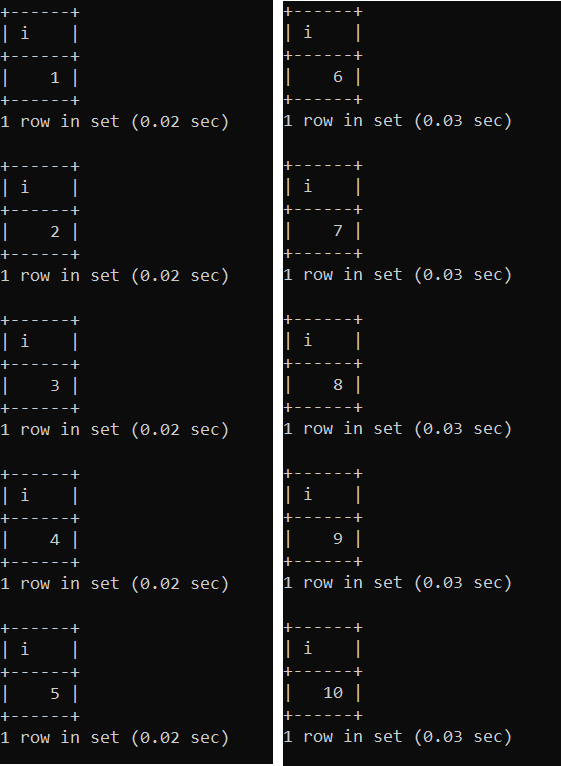 +------+
| i    |
+------+
|    1 |
+------+
1 row in set (0.02 sec)
+------+
| i    |
+------+
|    2 |
+------+
1 row in set (0.02 sec)
+------+
| i    |
+------+
|    3 |
+------+
1 row in set (0.02 sec)
+------+
| i    |
+------+
|    4 |
+------+
1 row in set (0.02 sec)
+------+
| i    |
+------+
|    5 |
+------+
1 row in set (0.02 sec)
+------+
| i    |
+------+
|    6 |
+------+
1 row in set (0.03 sec)
+------+
| i    |
+------+
|    7 |
+------+
1 row in set (0.03 sec)
+------+
| i    |
+------+
|    8 |
+------+
1 row in set (0.03 sec)
+------+
| i    |
+------+
|    9 |
+------+
1 row in set (0.03 sec)
+------+
| i    |
+------+
|   10 |
+------+
1 row in set (0.03 sec)